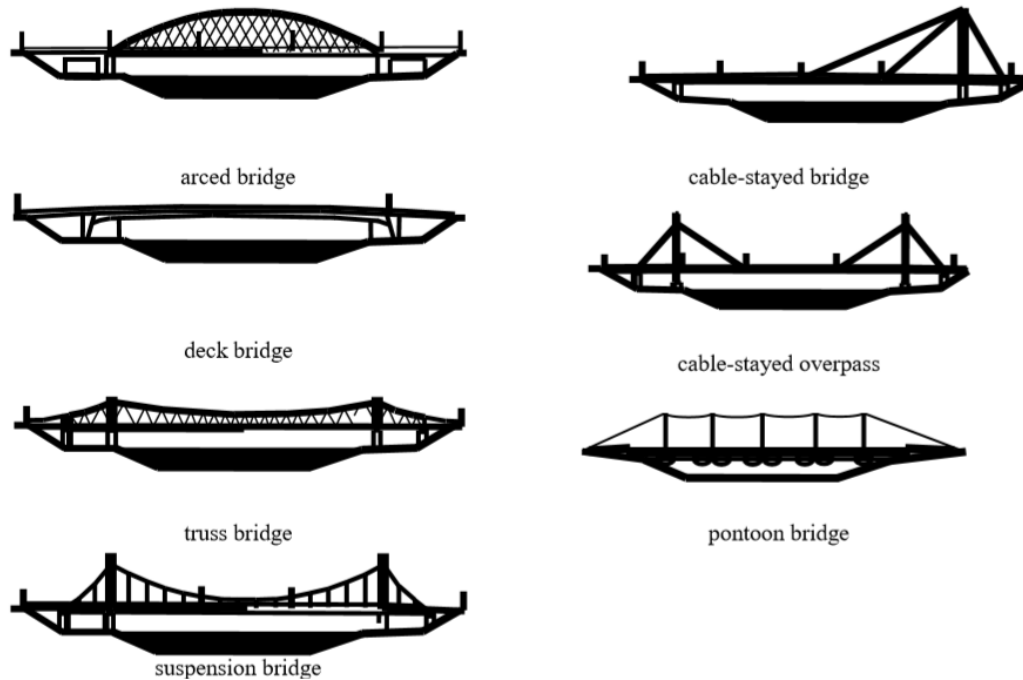 arced bridge
cable-stayed bridge
deck bridge
cable-stayed overpass
truss bridge
pontoon bridge
suspension bridge